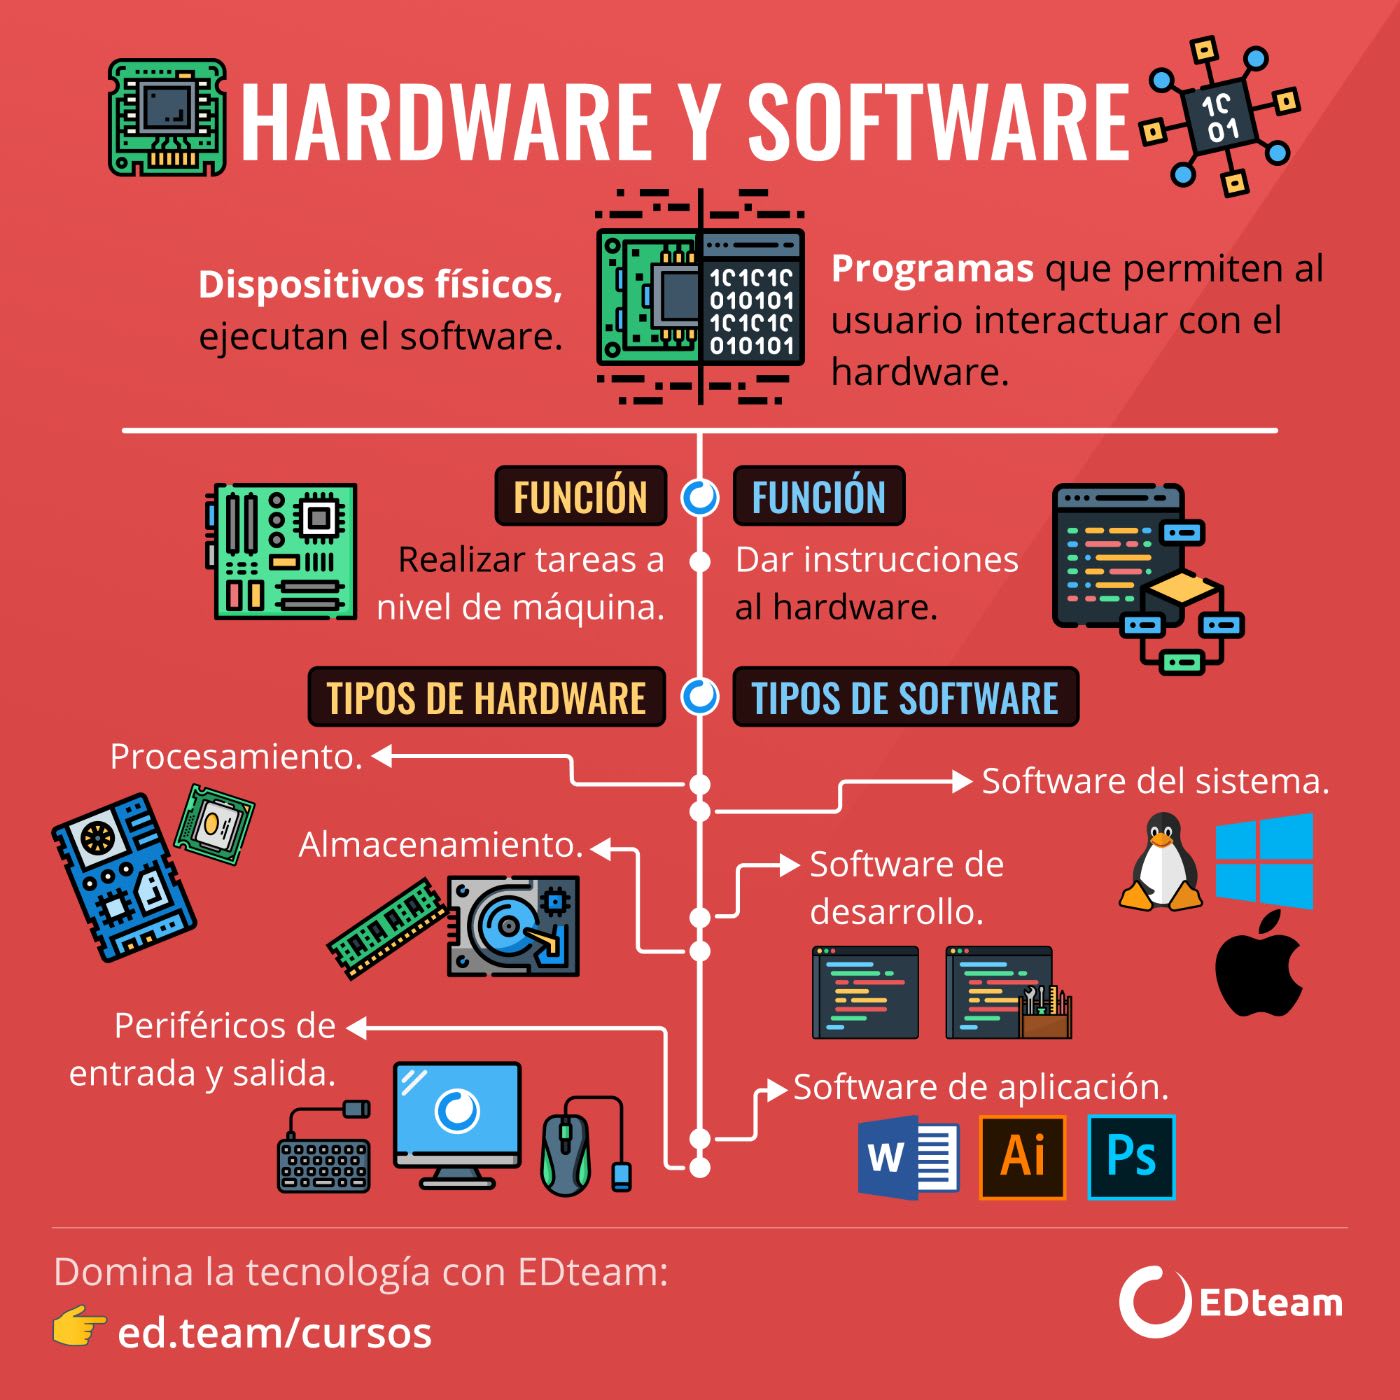 HARDWARE Y SOFTWARE
10
01
Dispositivos físicos,
ejecutan el software.
101010
010101
101010
010101
Programas que permiten al
usuario interactuar con el
hardware.
FUNCIÓN
Realizar tareas a
nivel de máquina.
FUNCIÓN
Dar instrucciones
al hardware.
TIPOS DE HARDWARE
TIPOS DE SOFTWARE
Procesamiento.
Software del sistema.
Almacenamiento.
Software de
desarrollo.
Periféricos de
entrada y salida.
Software de aplicación.
W
Ai
Ps
Domina la tecnología con EDteam:
ed.team/cursos
EDteam